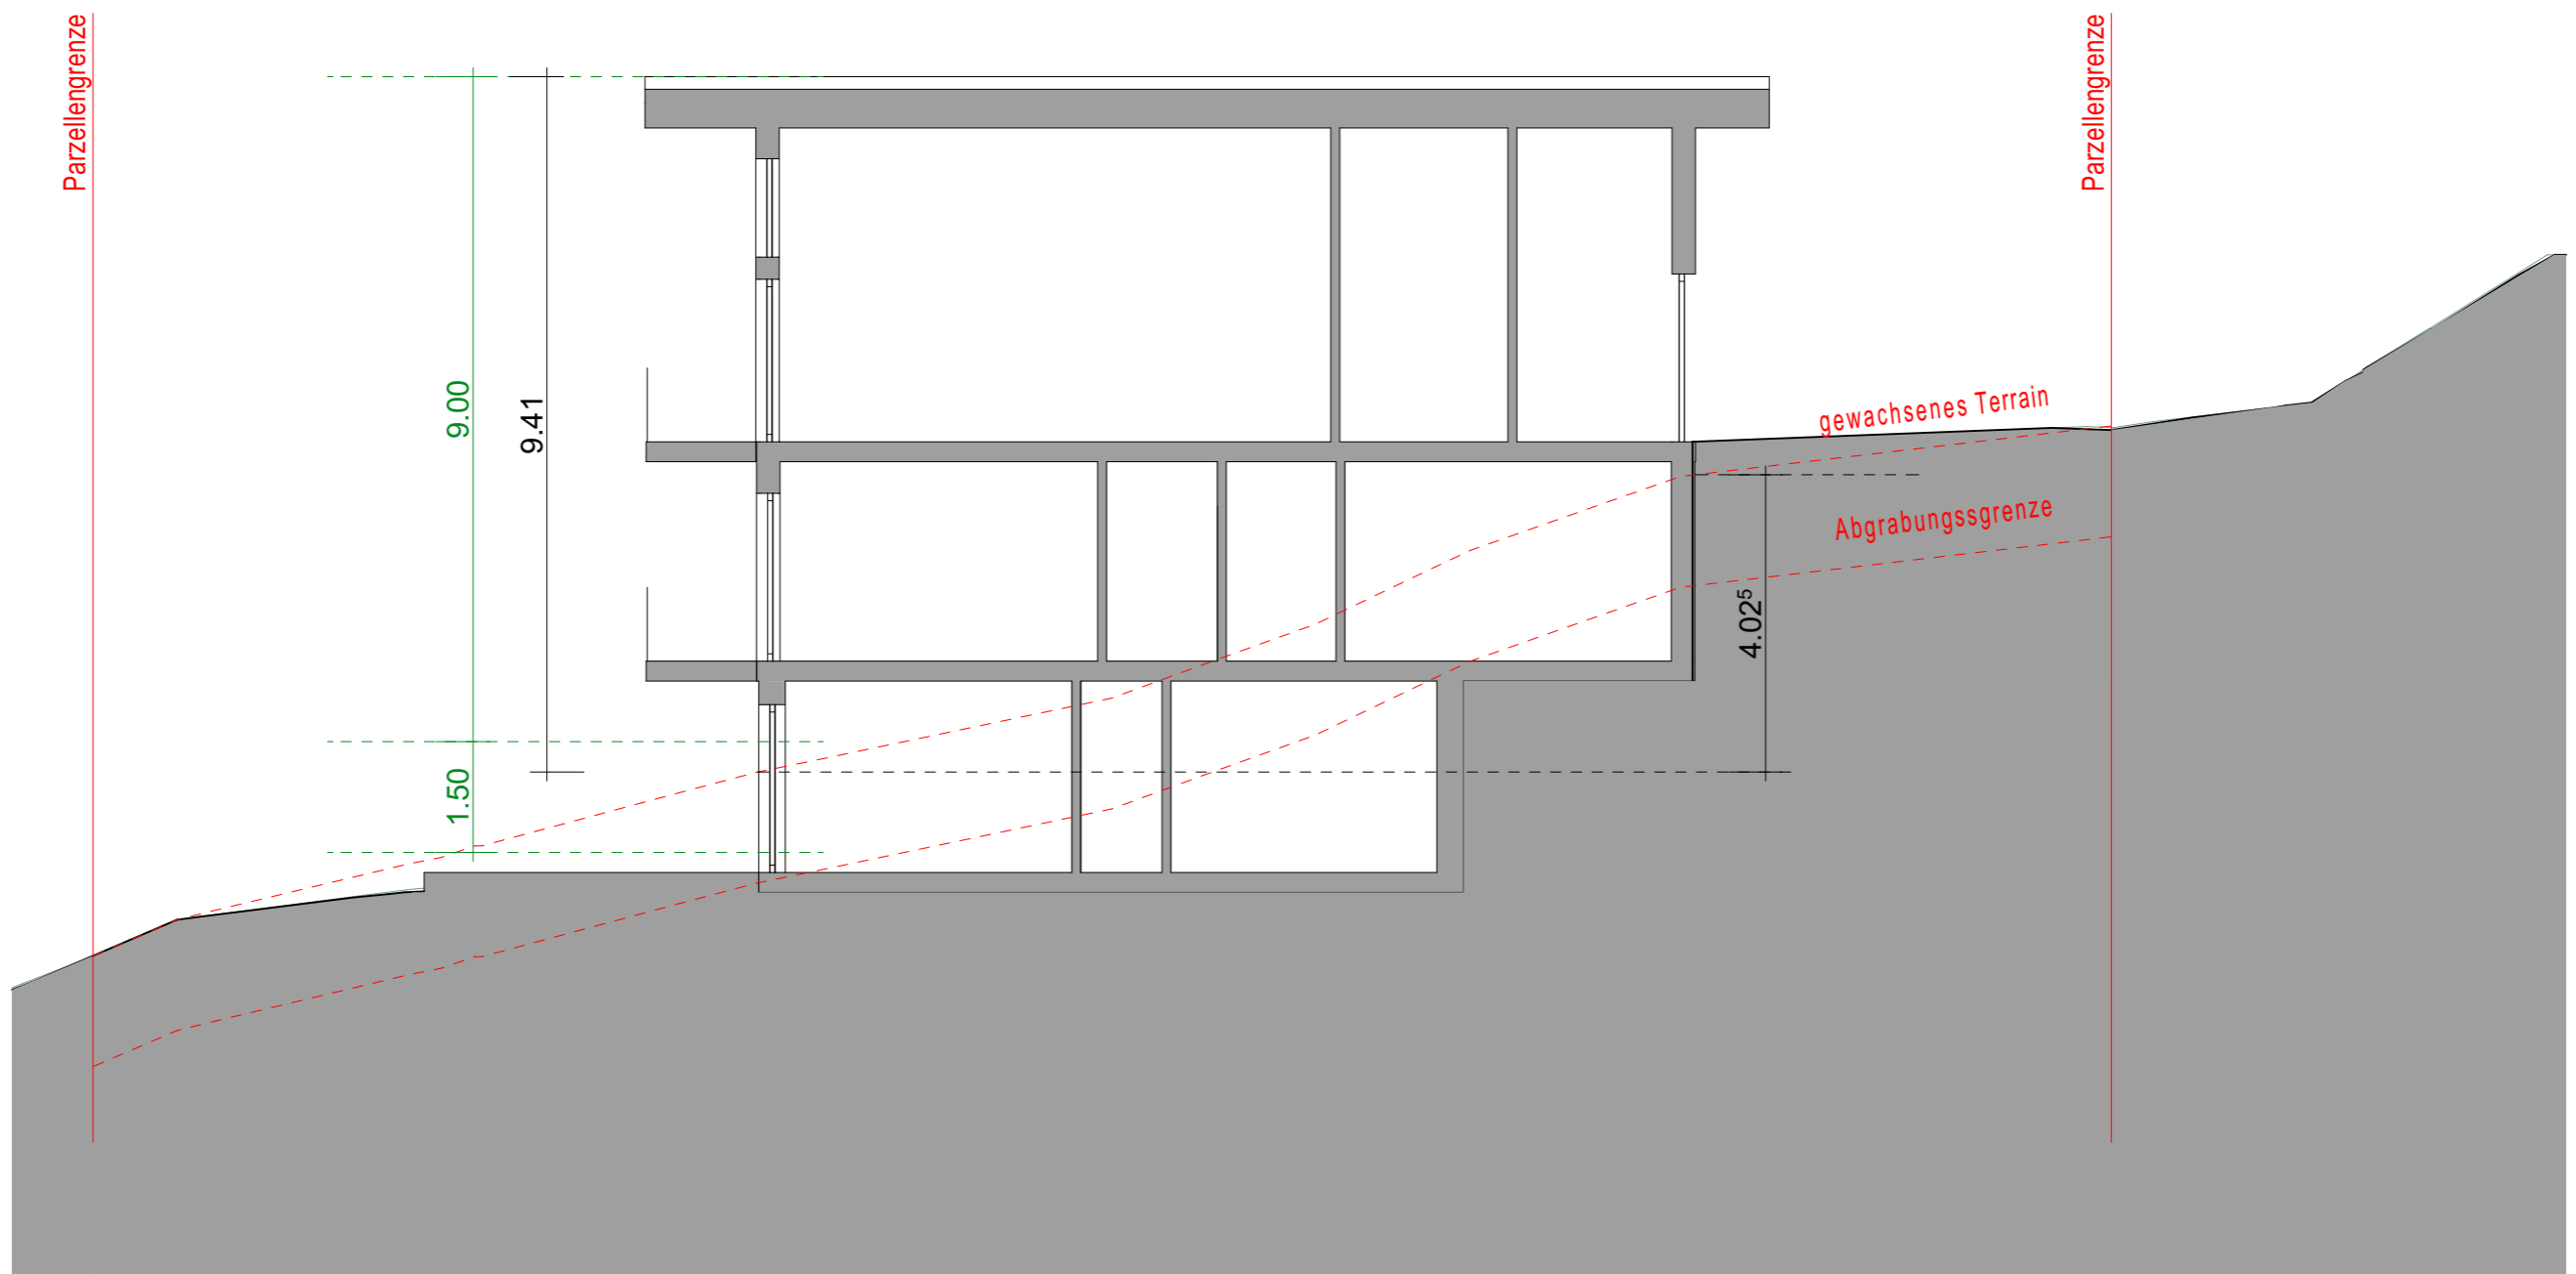 Parzellengrenze
Parzellengrenze
9.00
9.41
gewachsenes Terrain
Abgrabungssgrenze
4.02⁵
1.50